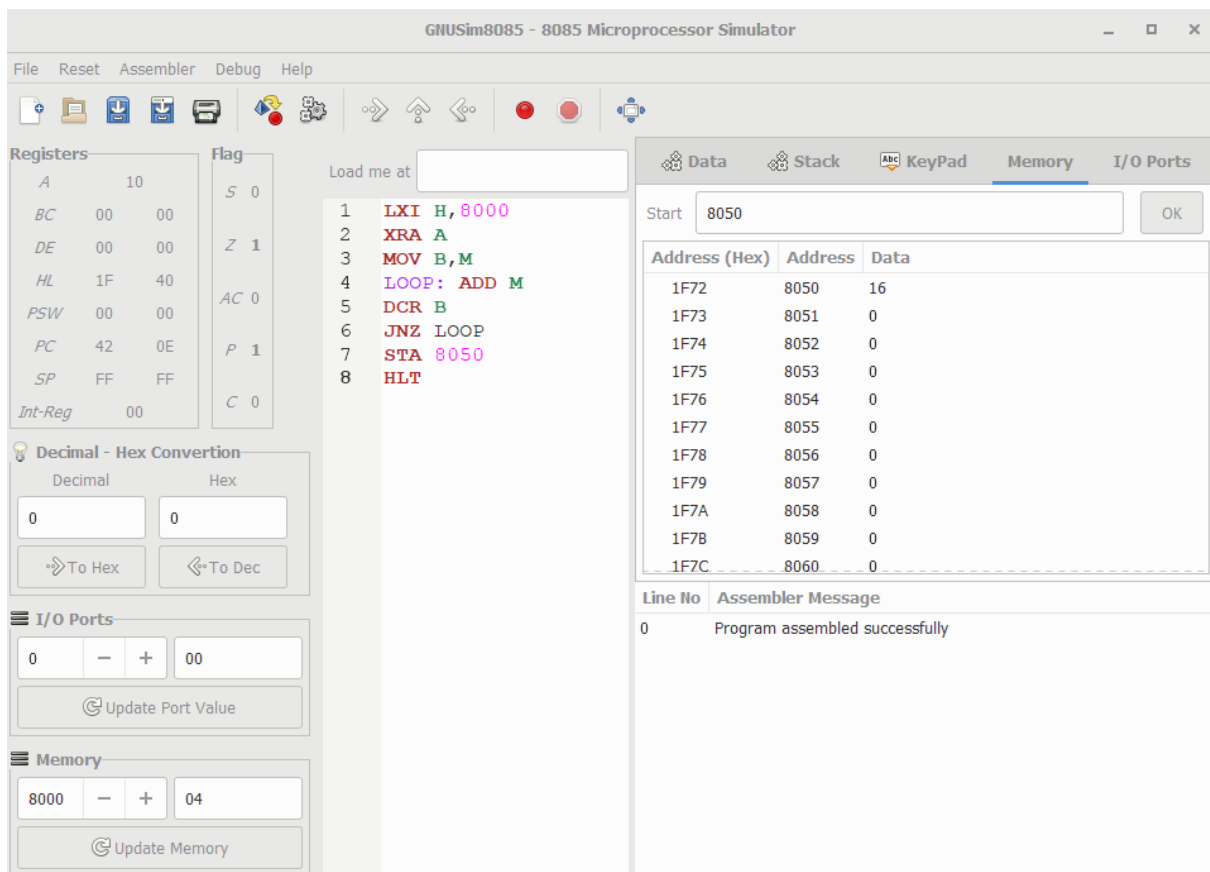 GNUSim8085 - 8085 Microprocessor Simulator
File Reset Assembler Debug Help
Registers
A 10
BC 00 00
DE 00 00
HL 1F 40
PSW 00 00
PC 42 0E
SP FF FF
Int-Reg 00
Flag
S 0
Z 1
AC 0
P 1
C 0
Decimal - Hex Convertion
Decimal Hex
0 0
To Hex To Dec
I/O Ports
0 − + 00
Update Port Value
Memory
8000 − + 04
Update Memory
Load me at
1 LXI H,8000
2 XRA A
3 MOV B,M
4 LOOP: ADD M
5 DCR B
6 JNZ LOOP
7 STA 8050
8 HLT
Data Stack Abc KeyPad Memory I/O Ports
Start 8050 OK
Address (Hex) Address Data
1F72 8050 16
1F73 8051 0
1F74 8052 0
1F75 8053 0
1F76 8054 0
1F77 8055 0
1F78 8056 0
1F79 8057 0
1F7A 8058 0
1F7B 8059 0
1F7C 8060 0
Line No Assembler Message
0 Program assembled successfully